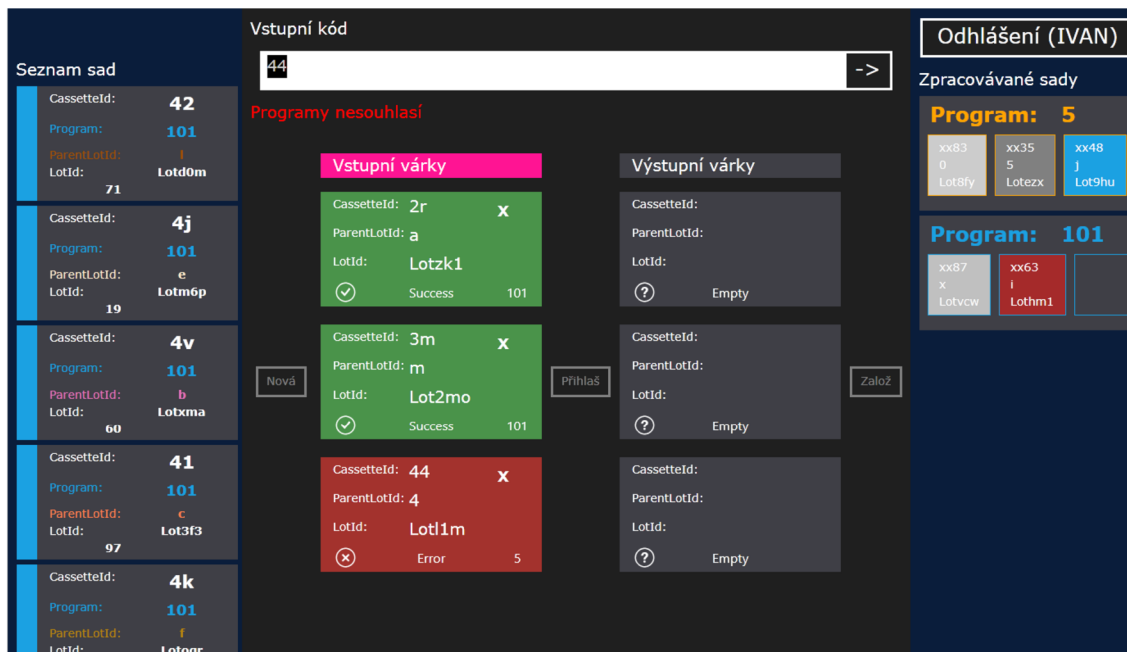 Seznam sad
CassetteId: 42
Program: 101
ParentLotId: l
LotId: Lotd0m
71
CassetteId: 4j
Program: 101
ParentLotId: e
LotId: Lotm6p
19
CassetteId: 4v
Program: 101
ParentLotId: b
LotId: Lotxma
60
CassetteId: 41
Program: 101
ParentLotId: c
LotId: Lot3f3
97
CassetteId: 4k
Program: 101
ParentLotId: f
LotId: Lotogr
Vstupní kód
44
->
Programy nesouhlasí
Vstupní várky
CassetteId: 2r x
ParentLotId: a
LotId: Lotzk1
Success 101
CassetteId: 3m x
ParentLotId: m
LotId: Lot2mo
Success 101
CassetteId: 44 x
ParentLotId: 4
LotId: Lotl1m
Error 5
Nová
Přihlaš
Založ
Výstupní várky
CassetteId:
ParentLotId:
LotId:
? Empty
CassetteId:
ParentLotId:
LotId:
? Empty
CassetteId:
ParentLotId:
LotId:
? Empty
Odhlášení (IVAN)
Zpracovávané sady
Program: 5
xx83
0
Lot8fy
xx35
5
Lotezx
xx48
j
Lot9hu
Program: 101
xx87
x
Lotvcw
xx63
i
Lothm1